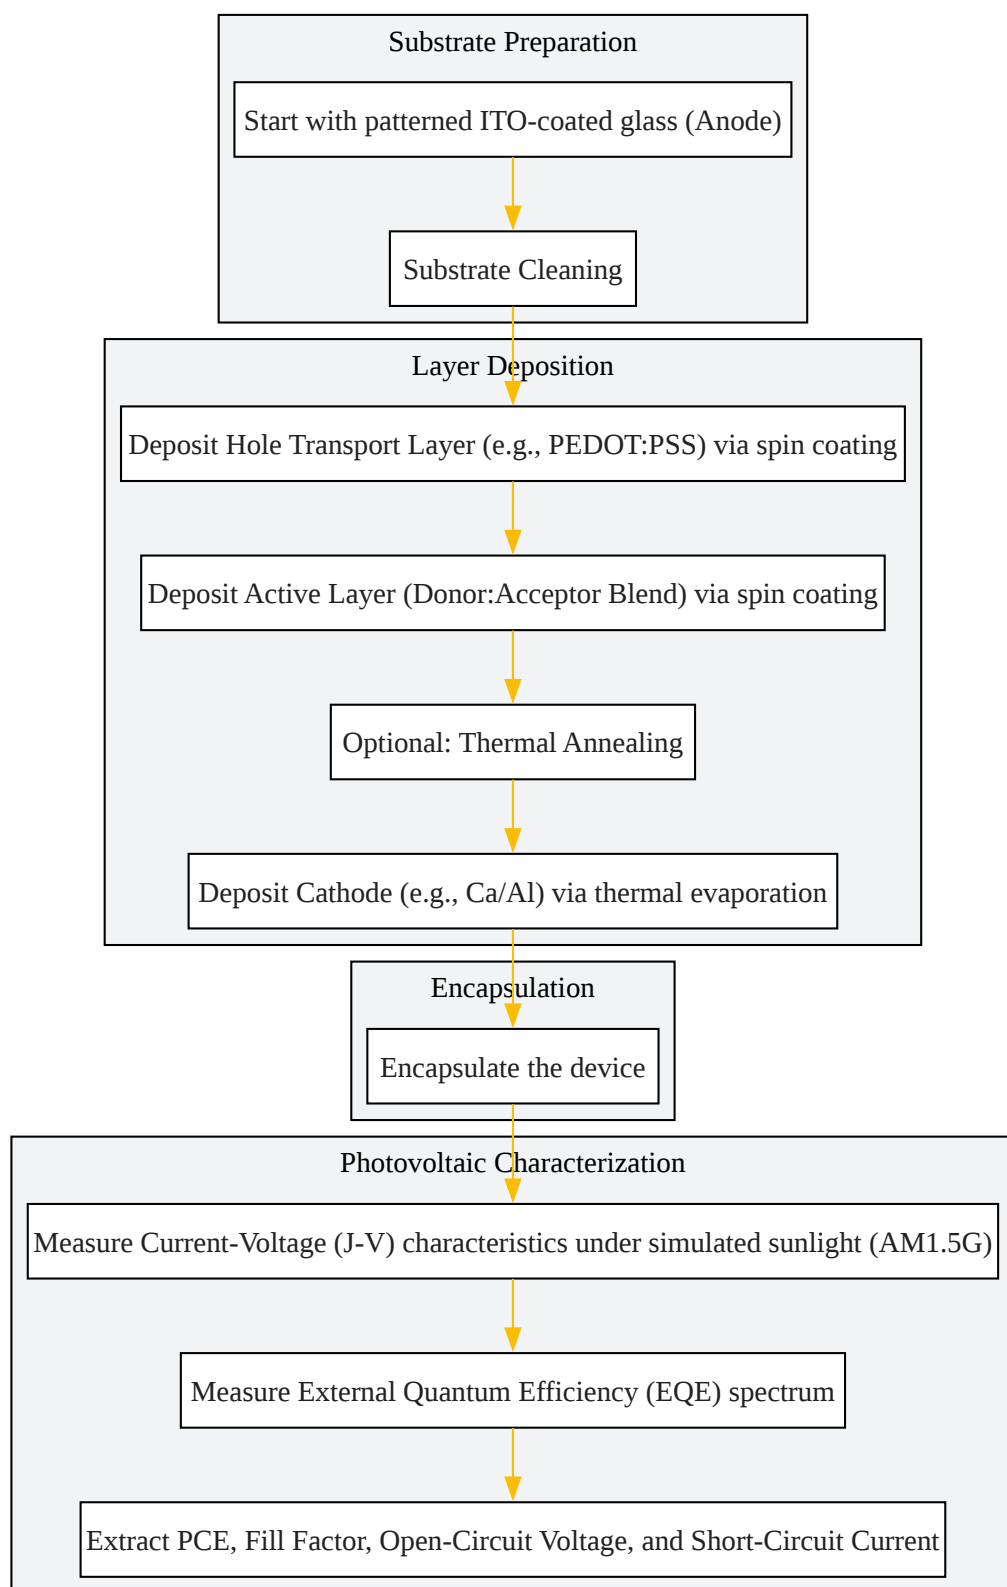 Substrate Preparation
Start with patterned ITO-coated glass (Anode)
Substrate Cleaning
Layer Deposition
Deposit Hole Transport Layer (e.g., PEDOT:PSS) via spin coating
Deposit Active Layer (Donor:Acceptor Blend) via spin coating
Optional: Thermal Annealing
Deposit Cathode (e.g., Ca/Al) via thermal evaporation
Encapsulation
Encapsulate the device
Photovoltaic Characterization
Measure Current-Voltage (J-V) characteristics under simulated sunlight (AM1.5G)
Measure External Quantum Efficiency (EQE) spectrum
Extract PCE, Fill Factor, Open-Circuit Voltage, and Short-Circuit Current